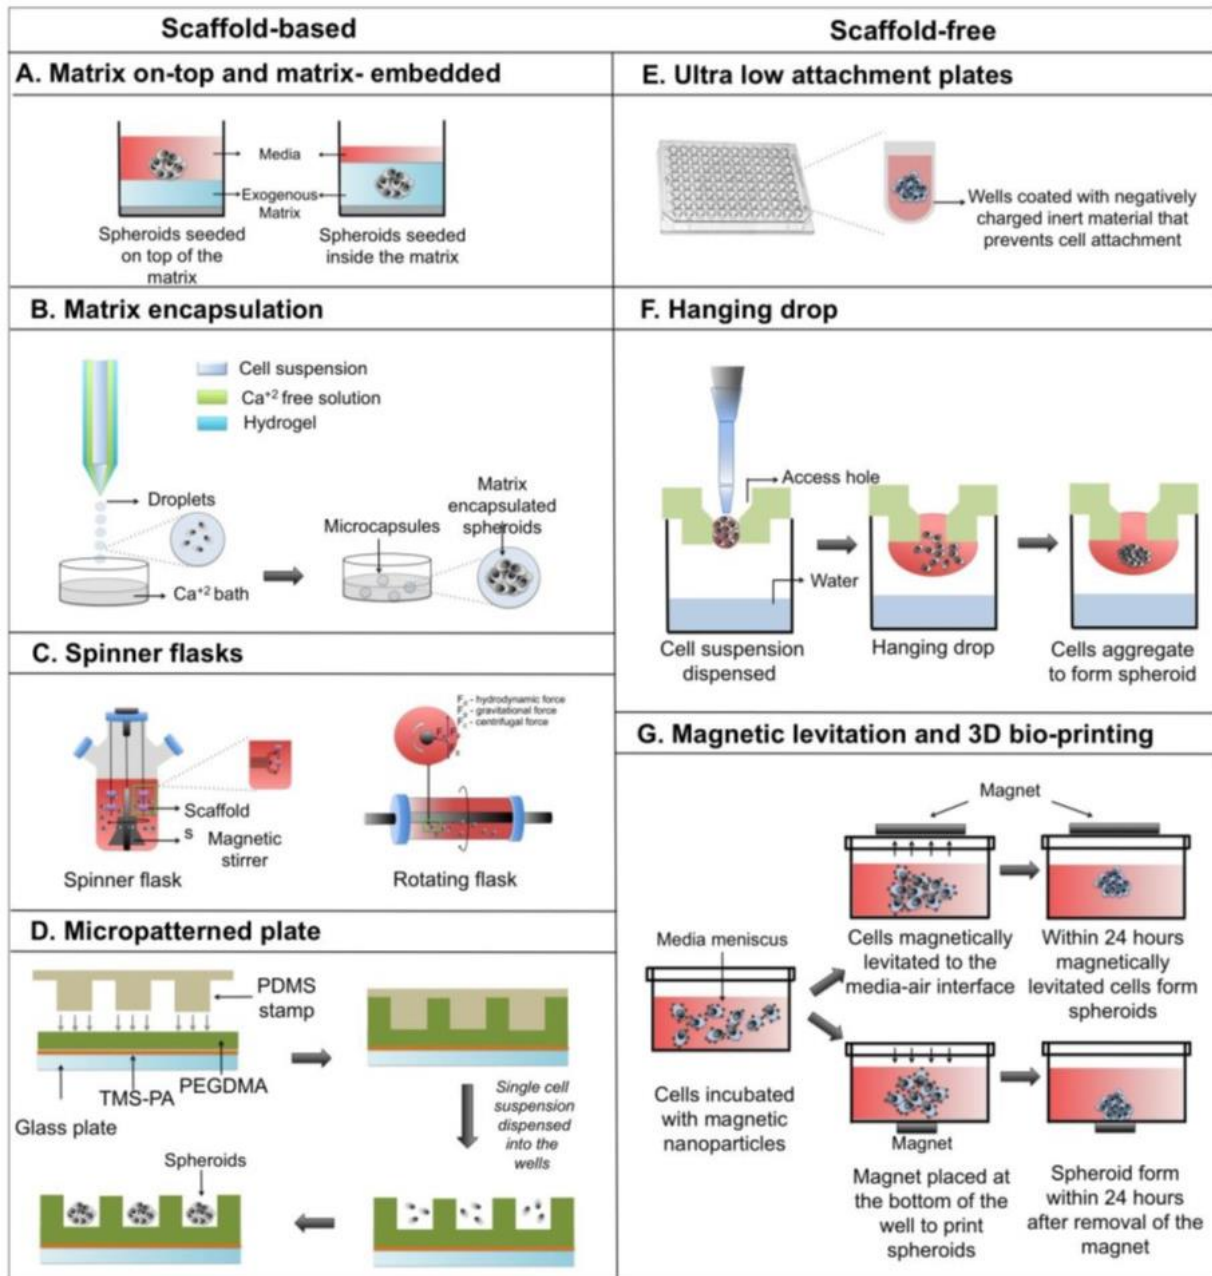 Scaffold-based
Scaffold-free
A. Matrix on-top and matrix- embedded
Media
Exogenous
Matrix
Spheroids seeded
on top of the
matrix
Spheroids seeded
inside the matrix
B. Matrix encapsulation
Cell suspension
Ca+2 free solution
Hydrogel
Droplets
Ca+2 bath
Microcapsules
Matrix
encapsulated
spheroids
C. Spinner flasks
Scaffold
s
Magnetic
stirrer
Spinner flask
- hydrodynamic force
- gravitational force
- centrifugal force
Rotating flask
D. Micropatterned plate
PDMS
stamp
PEGDMA
TMS-PA
Glass plate
Single cell
suspension
dispensed
into the
wells
Spheroids
E. Ultra low attachment plates
Wells coated with negatively
charged inert material that
prevents cell attachment
F. Hanging drop
Access hole
Water
Cell suspension
dispensed
Hanging drop
Cells aggregate
to form spheroid
G. Magnetic levitation and 3D bio-printing
Magnet
Media meniscus
Cells incubated
with magnetic
nanoparticles
Cells magnetically
levitated to the
media-air interface
Within 24 hours
magnetically
levitated cells form
spheroids
Magnet
Magnet placed at
the bottom of the
well to print
spheroids
Spheroid form
within 24 hours
after removal of the
magnet